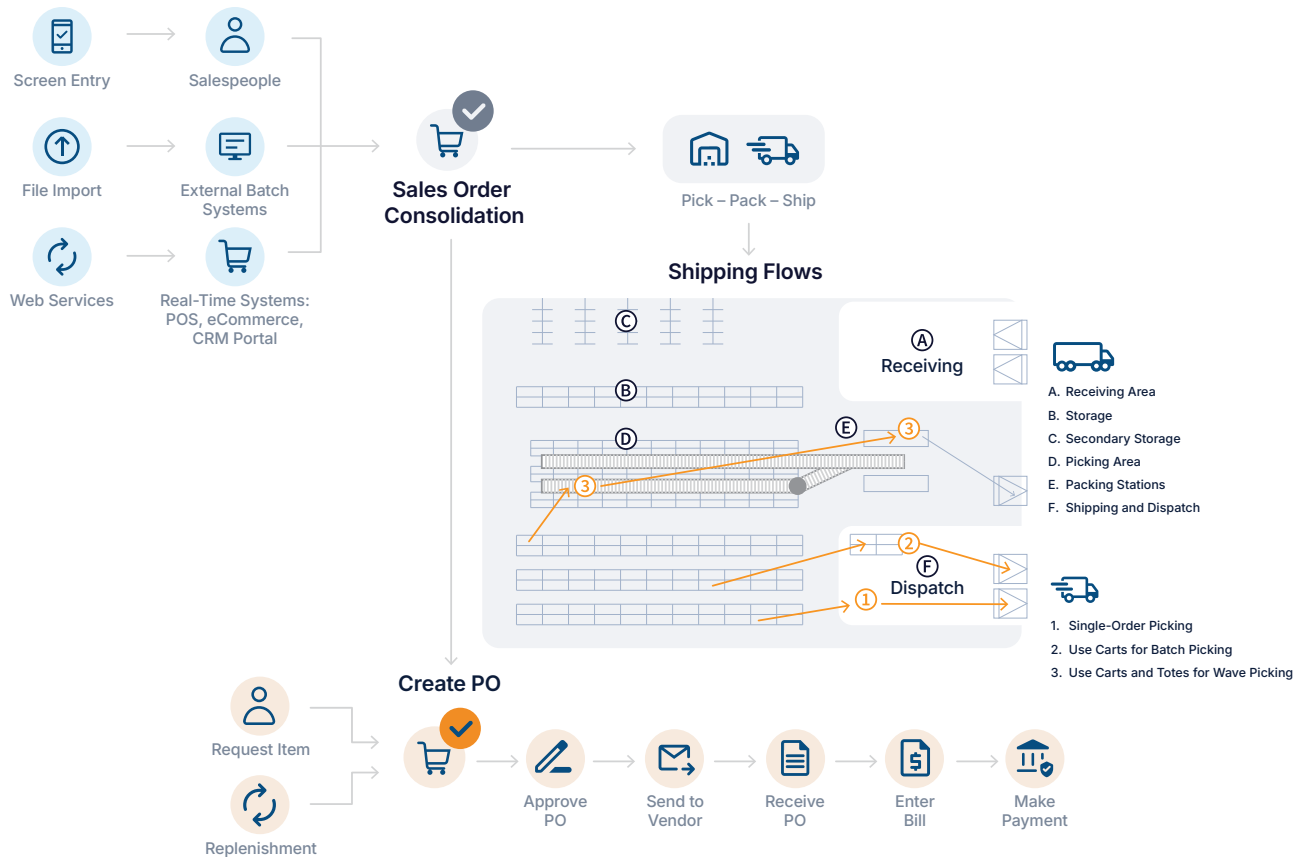 Screen Entry
Salespeople
File Import
External Batch
Systems
Web Services
Real-Time Systems:
POS, eCommerce,
CRM Portal
Sales Order
Consolidation
Pick – Pack – Ship
Shipping Flows
C
A
Receiving
B
D
E
3
3
2
F
Dispatch
1
A. Receiving Area
B. Storage
C. Secondary Storage
D. Picking Area
E. Packing Stations
F. Shipping and Dispatch
1. Single-Order Picking
2. Use Carts for Batch Picking
3. Use Carts and Totes for Wave Picking
Create PO
Request Item
Replenishment
Approve
PO
Send to
Vendor
Receive
PO
Enter
Bill
Make
Payment